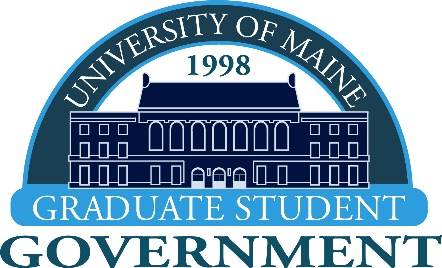 UNIVERSITY OF MAINE
1998
GRADUATE STUDENT
GOVERNMENT